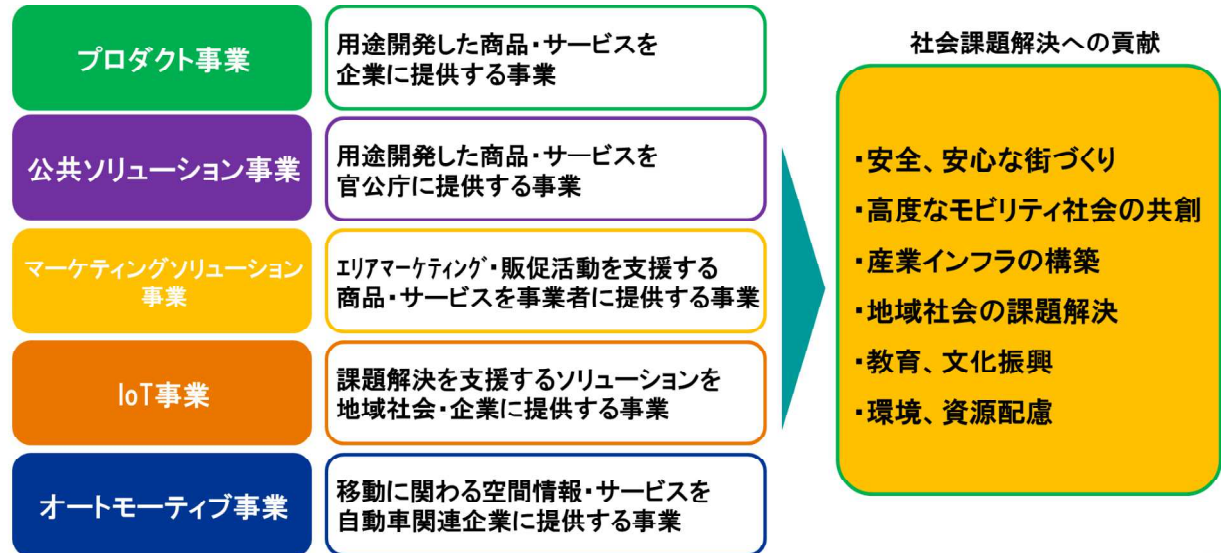 プロダクト事業
用途開発した商品・サービスを
企業に提供する事業
公共ソリューション事業
用途開発した商品・サービスを
官公庁に提供する事業
マーケティングソリューション
事業
ｴﾘｱマーｹﾃｨﾝｸﾞ・販促活動を支援する
商品・サービスを事業者に提供する事業
IoT事業
課題解決を支援するソリューションを
地域社会・企業に提供する事業
オートモーティブ事業
移動に関わる空間情報・サービスを
自動車関連企業に提供する事業
社会課題解決への貢献
・安全、安心な街づくり
・高度なモビリティ社会の共創
・産業インフラの構築
・地域社会の課題解決
・教育、文化振興
・環境、資源配慮